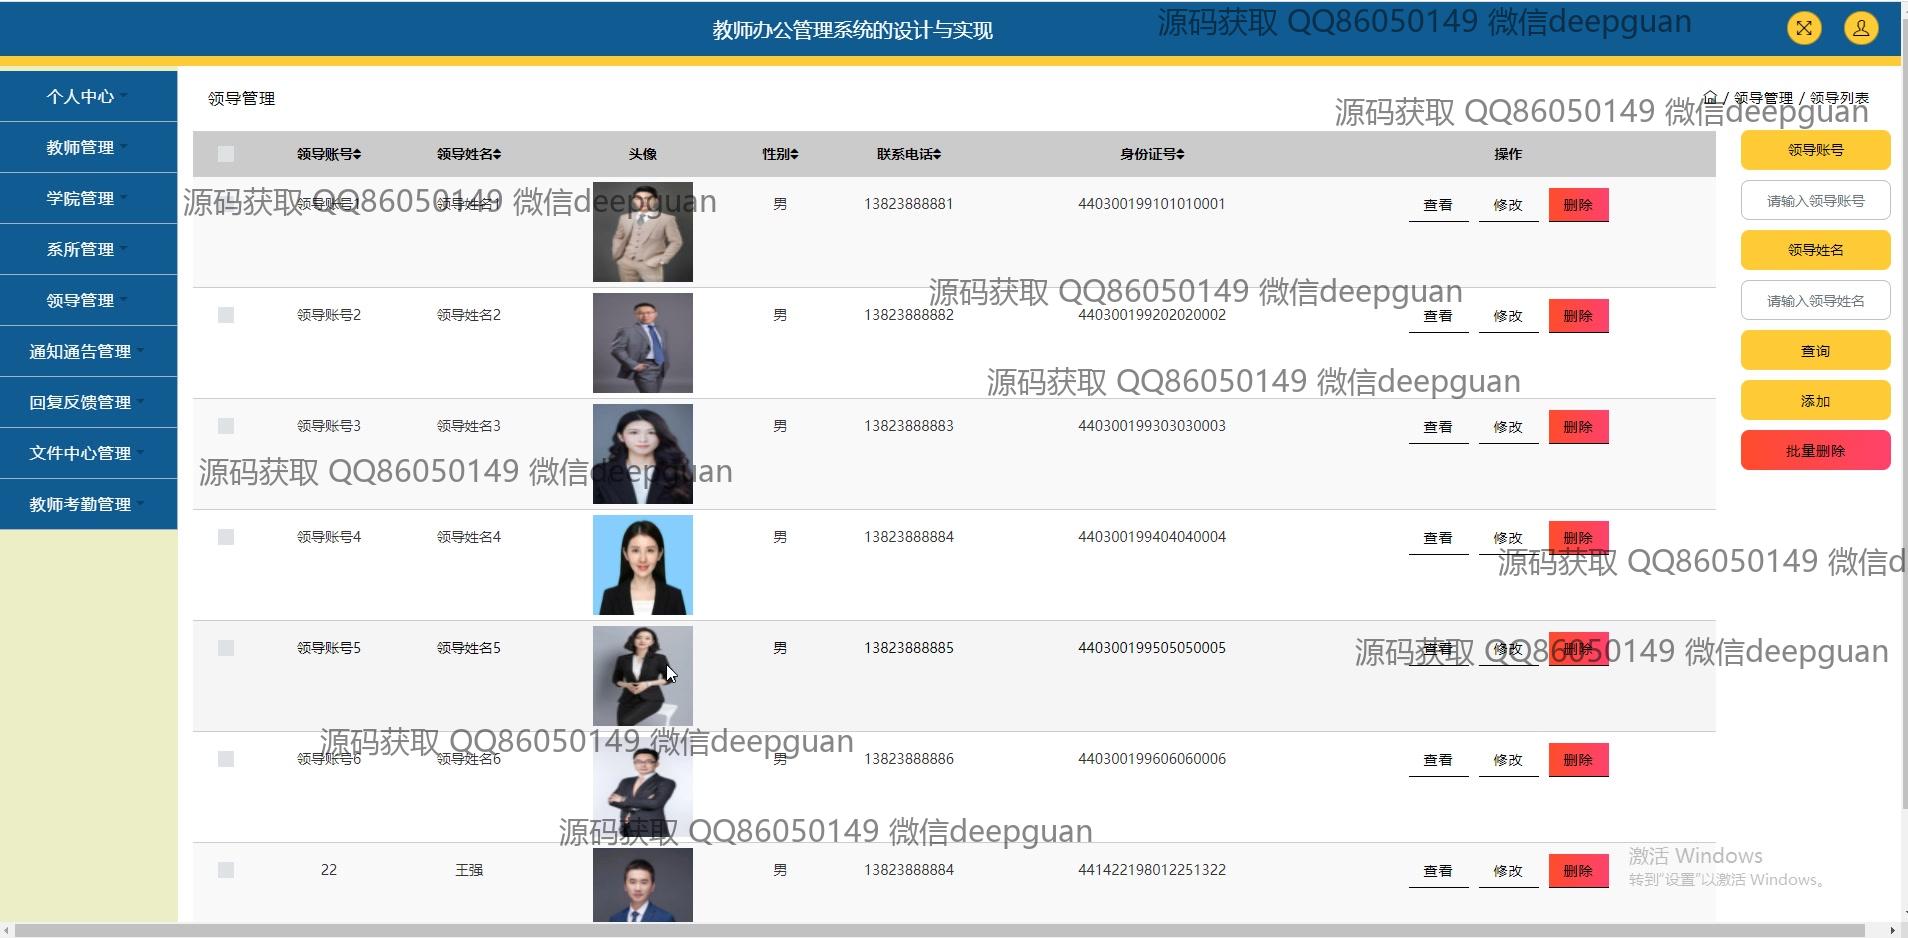 教师办公管理系统的设计与实现
源码获取 QQ86050149 微信deepguan
个人中心
教师管理
学院管理
系所管理
领导管理
通知通告管理
回复反馈管理
文件中心管理
教师考勤管理
领导管理
领导管理 / 领导列表
源码获取 QQ86050149 微信deepguan
领导账号 领导姓名 头像 性别 联系电话 身份证号 操作
领导账号1 领导姓名1 男 13823888881 440300199101010001 查看 修改 删除
源码获取 QQ86050149 微信deepguan
源码获取 QQ86050149 微信deepguan
领导账号2 领导姓名2 男 13823888882 440300199202020002 查看 修改 删除
源码获取 QQ86050149 微信deepguan
领导账号3 领导姓名3 男 13823888883 440300199303030003 查看 修改 删除
源码获取 QQ86050149 微信deepguan
领导账号4 领导姓名4 男 13823888884 440300199404040004 查看 修改 删除
源码获取 QQ86050149 微信d
领导账号5 领导姓名5 男 13823888885 440300199505050005 查看 修改 删除
源码获取 QQ86050149 微信deepguan
源码获取 QQ86050149 微信deepguan
领导账号6 领导姓名6 男 13823888886 440300199606060006 查看 修改 删除
源码获取 QQ86050149 微信deepguan
22 王强 男 13823888884 441422198012251322 查看 修改 删除
领导账号
请输入领导账号
领导姓名
请输入领导姓名
查询
添加
批量删除
激活 Windows
转到"设置"以激活 Windows。